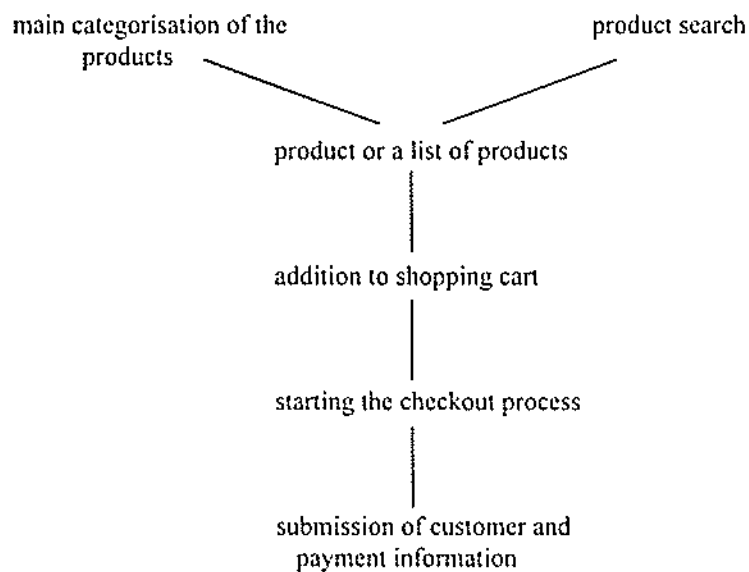 main categorisation of the
products
product search
product or a list of products
addition to shopping cart
starting the checkout process
submission of customer and
payment information